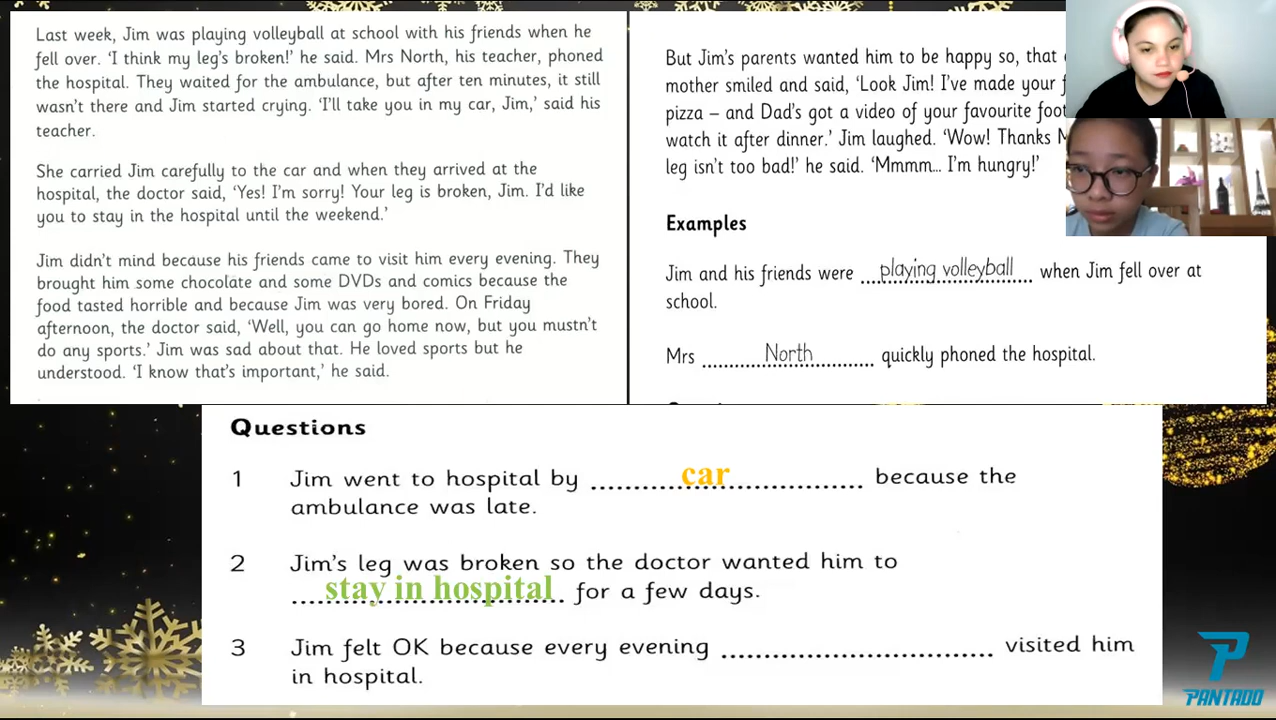 Last week, Jim was playing volleyball at school with his friends when he
fell over. 'I think my leg's broken!' he said. Mrs North, his teacher, phoned
the hospital. They waited for the ambulance, but after ten minutes, it still
wasn't there and Jim started crying. 'I'll take you in my car, Jim,' said his
teacher.
She carried Jim carefully to the car and when they arrived at the
hospital, the doctor said, 'Yes! I'm sorry! Your leg is broken, Jim. I'd like
you to stay in the hospital until the weekend.'
Jim didn't mind because his friends came to visit him every evening. They
brought him some chocolate and some DVDs and comics because the
food tasted horrible and because Jim was very bored. On Friday
afternoon, the doctor said, 'Well, you can go home now, but you mustn't
do any sports.' Jim was sad about that. He loved sports but he
understood. 'I know that's important,' he said.
But Jim's parents wanted him to be happy so, that
mother smiled and said, 'Look Jim! I've made your
pizza – and Dad's got a video of your favourite
watch it after dinner.' Jim laughed. 'Wow! Thanks
leg isn't too bad!' he said. 'Mmmm... I'm hungry!'
Examples
Jim and his friends were playing volleyball when Jim fell over at
school.
Mrs North quickly phoned the hospital.
Questions
1 Jim went to hospital by car because the
ambulance was late.
2 Jim's leg was broken so the doctor wanted him to
stay in hospital for a few days.
3 Jim felt OK because every evening ........................ visited him
in hospital.
PANTADO